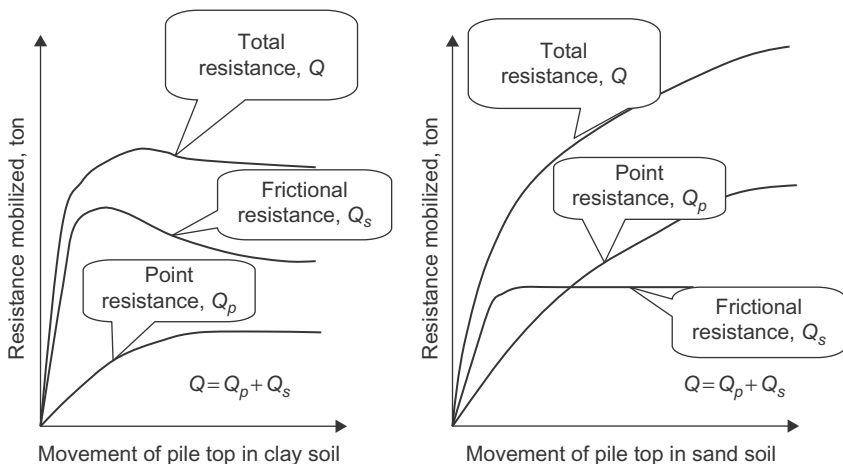 Total
resistance, Q
Frictional
resistance, Qs
Point
resistance, Qp
Q = Qp + Qs
Resistance mobilized, ton
Movement of pile top in clay soil
Total
resistance, Q
Point
resistance, Qp
Frictional
resistance, Qs
Q = Qp + Qs
Resistance mobilized, ton
Movement of pile top in sand soil